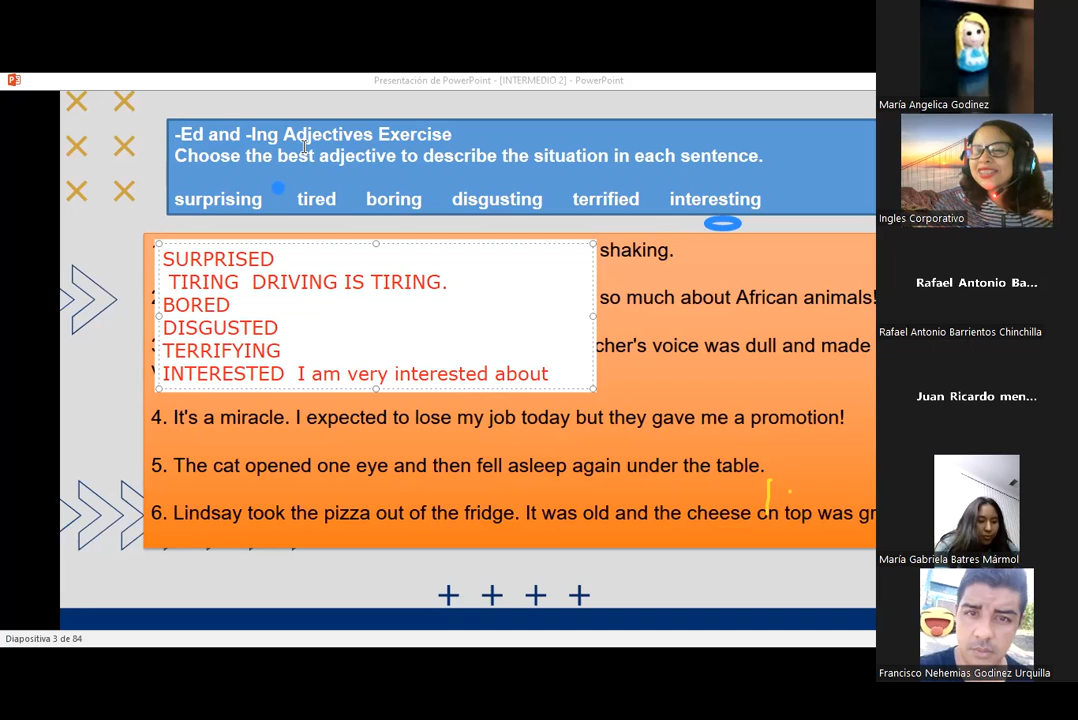 Presentación de PowerPoint - [INTERMEDIO 2] - PowerPoint
-Ed and -Ing Adjectives Exercise
Choose the best adjective to describe the situation in each sentence.
surprising tired boring disgusting terrified interesting
shaking.
SURPRISED
TIRING DRIVING IS TIRING.
so much about African animals!
BORED
DISGUSTED
cher's voice was dull and made
TERRIFYING
INTERESTED I am very interested about
4. It's a miracle. I expected to lose my job today but they gave me a promotion!
5. The cat opened one eye and then fell asleep again under the table.
6. Lindsay took the pizza out of the fridge. It was old and the cheese on top was gr
Diapositiva 3 de 84
María Angelica Godinez
Ingles Corporativo
Rafael Antonio Ba...
Rafael Antonio Barrientos Chinchilla
Juan Ricardo men...
María Gabriela Batres Mármol
Francisco Nehemias Godinez Urquilla